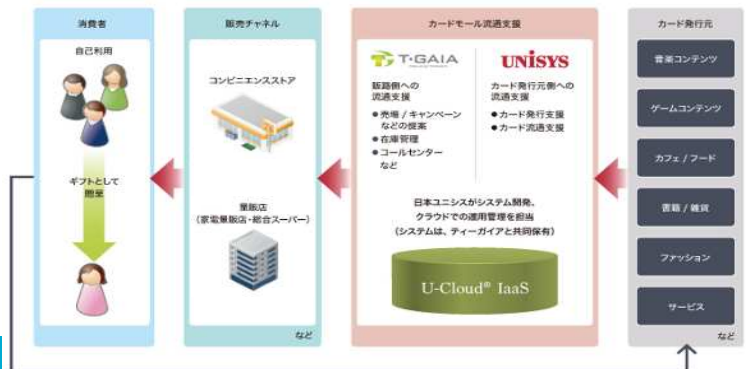 消費者
自己利用
ギフトとして
贈呈
販売チャネル
コンビニエンスストア
量販店
(家電量販店・総合スーパー)
など
カードモール流通支援
T・GAIA
販路側への
流通支援
●売場 / キャンペーン
などの提案
●在庫管理
●コールセンター
など
UNISYS
カード発行元側への
流通支援
●カード発行支援
●カード流通支援
日本ユニシスがシステム開発、
クラウドでの運用管理を担当
(システムは、ティーガイアと共同保有)
U-Cloud® IaaS
カード発行元
音楽コンテンツ
ゲームコンテンツ
カフェ / フード
書籍 / 雑貨
ファッション
サービス
など